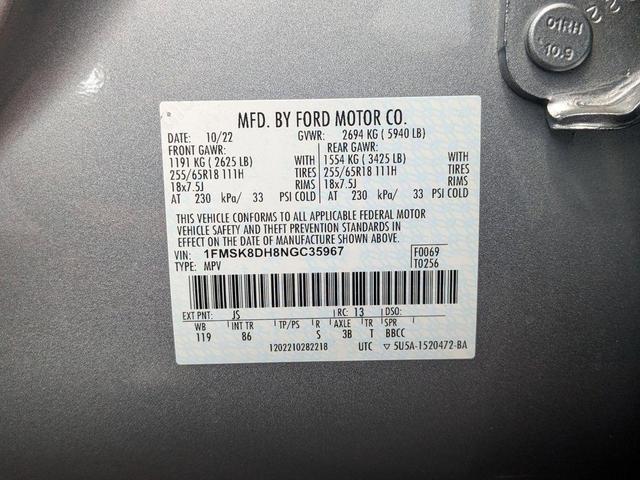 01RH
10.9
MFD. BY FORD MOTOR CO.
DATE: 10/22 GVWR: 2694 KG ( 5940 LB)
FRONT GAWR: REAR GAWR:
1191 KG ( 2625 LB) WITH 1554 KG ( 3425 LB) WITH
255/65R18 111H TIRES 255/65R18 111H TIRES
18x7.5J RIMS 18x7.5J RIMS
AT 230 kPa/ 33 PSI COLD AT 230 kPa/ 33 PSI COLD
THIS VEHICLE CONFORMS TO ALL APPLICABLE FEDERAL MOTOR
VEHICLE SAFETY AND THEFT PREVENTION STANDARDS IN
EFFECT ON THE DATE OF MANUFACTURE SHOWN ABOVE.
VIN: 1FMSK8DH8NGC35967 F0069
TYPE: MPV T0256
EXT PNT: JS RC: 13 DSO:
WB INT TR TP/PS R AXLE TR SPR
119 86 S 3B T BBCC
1202210282218 UTC ▽ 5U5A-1520472-BA